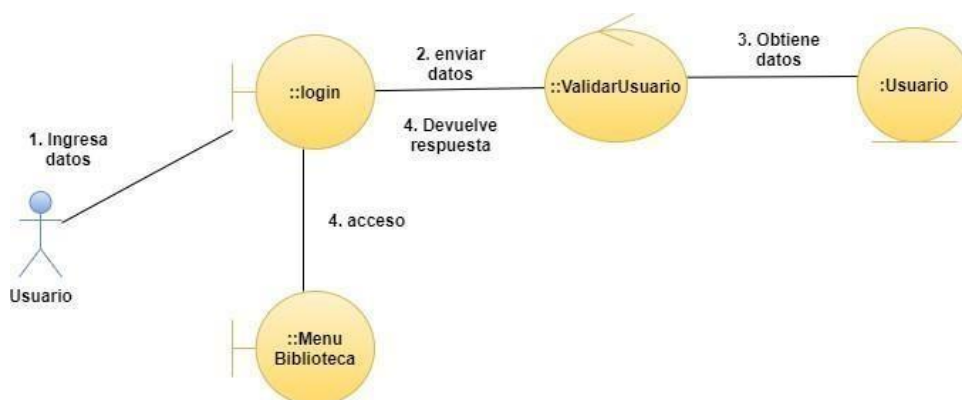 1. Ingresa
datos
Usuario
::login
2. enviar
datos
4. Devuelve
respuesta
::ValidarUsuario
3. Obtiene
datos
:Usuario
4. acceso
::Menu
Biblioteca